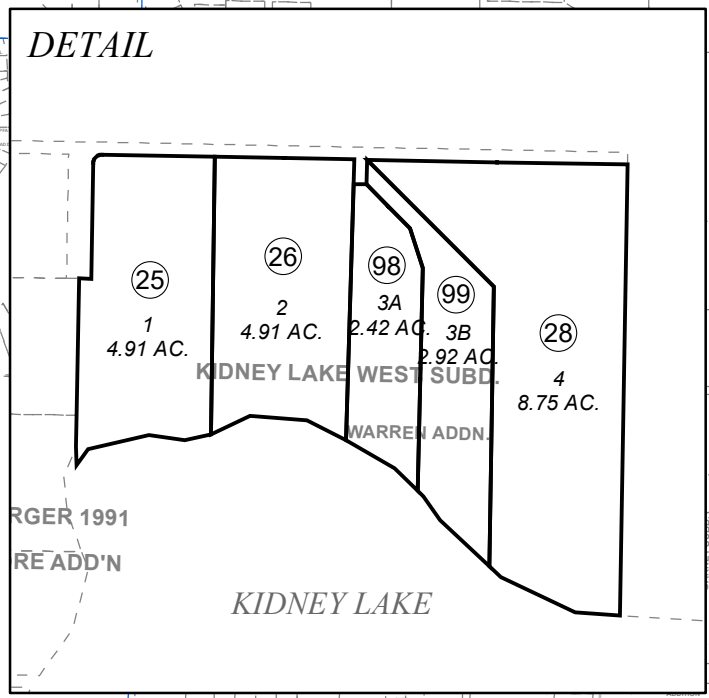 DETAIL
25
1
4.91 AC.
26
2
4.91 AC.
98
3A
2.42 AC.
99
3B
2.92 AC.
28
4
8.75 AC.
KIDNEY LAKE WEST SUBD.
WARREN ADDN.
RGER 1991
RE ADD'N
KIDNEY LAKE